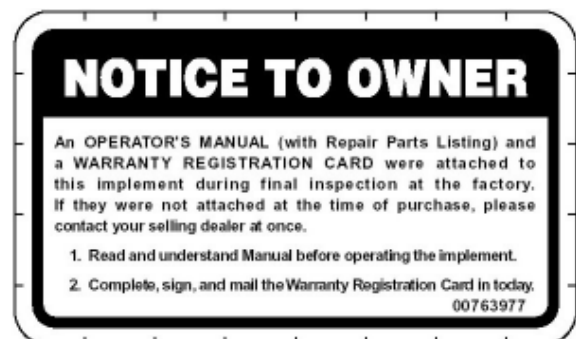 NOTICE TO OWNER
An OPERATOR'S MANUAL (with Repair Parts Listing) and
a WARRANTY REGISTRATION CARD were attached to
this implement during final inspection at the factory.
If they were not attached at the time of purchase, please
contact your selling dealer at once.
1. Read and understand Manual before operating the implement.
2. Complete, sign, and mail the Warranty Registration Card in today.
00763977